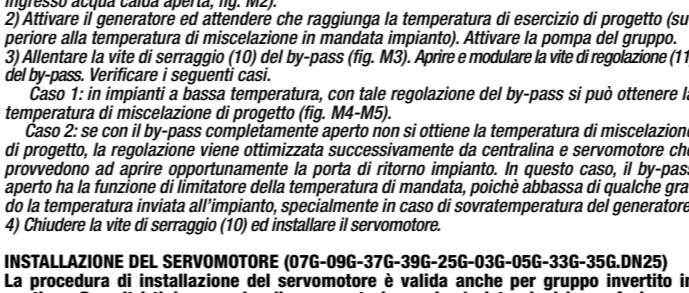 ingresso acqua calda aperta, fig. M2).
2) Attivare il generatore ed attendere che raggiunga la temperatura di esercizio di progetto (su
periore alla temperatura di miscelazione in mandata impianto). Attivare la pompa del gruppo.
3) Allentare la vite di serraggio (10) del by-pass (fig. M3). Aprire e modulare la vite di regolazione (11)
del by-pass. Verificare i seguenti casi.
Caso 1: in impianti a bassa temperatura, con tale regolazione del by-pass si può ottenere la
temperatura di miscelazione di progetto (fig. M4-M5).
Caso 2: se con il by-pass completamente aperto non si ottiene la temperatura di miscelazione
di progetto, la regolazione viene ottimizzata successivamente da centralina e servomotore che
provvedono ad aprire opportunamente la porta di ritorno impianto. In questo caso, il by-pass
aperto ha la funzione di limitatore della temperatura di mandata, poichè abbassa di qualche gra
do la temperatura inviata all'impianto, specialmente in caso di sovratemperatura del generatore.
4) Chiudere la vite di serraggio (10) ed installare il servomotore.
INSTALLAZIONE DEL SERVOMOTORE (07G-09G-37G-39G-25G-03G-05G-33G-35G.DN25)
La procedura di installazione del servomotore è valida anche per gruppo invertito in